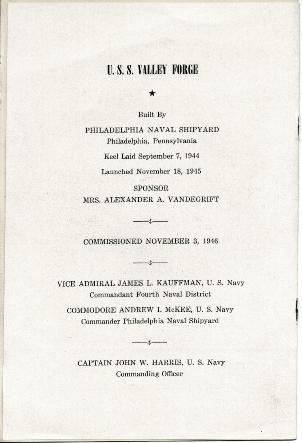 U. S. S. VALLEY FORGE
★
Built By
PHILADELPHIA NAVAL SHIPYARD
Philadelphia, Pennsylvania
Keel Laid September 7, 1944
Launched November 18, 1945
SPONSOR
MRS. ALEXANDER A. VANDEGRIFT
COMMISSIONED NOVEMBER 3, 1946
VICE ADMIRAL JAMES L. KAUFFMAN, U. S. Navy
Commandant Fourth Naval District
COMMODORE ANDREW I. McKEE, U. S. Navy
Commander Philadelphia Naval Shipyard
CAPTAIN JOHN W. HARRIS, U. S. Navy
Commanding Officer